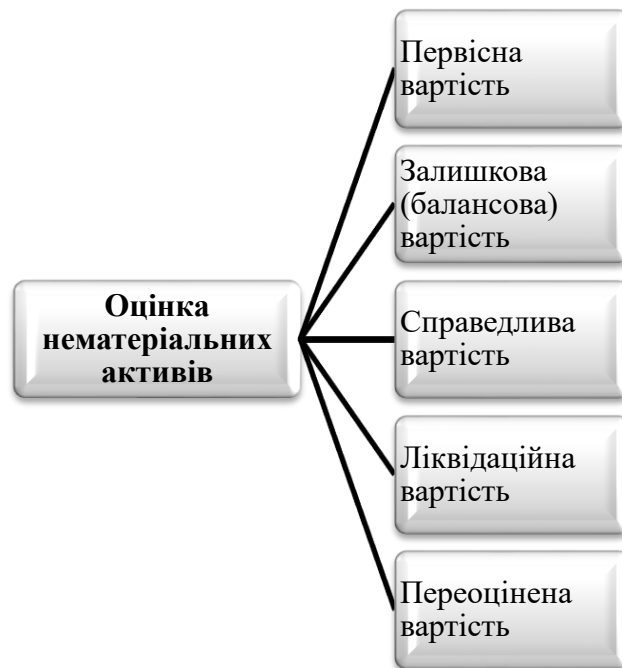 Первісна
вартість
Залишкова
(балансова)
вартість
Оцінка
нематеріальних
активів
Справедлива
вартість
Ліквідаційна
вартість
Переоцінена
вартість